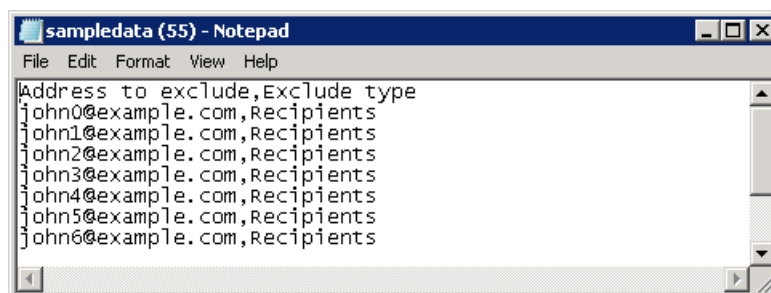 sampledata (55) - Notepad
File Edit Format View Help
Address to exclude,Exclude type
john0@example.com,Recipients
john1@example.com,Recipients
john2@example.com,Recipients
john3@example.com,Recipients
john4@example.com,Recipients
john5@example.com,Recipients
john6@example.com,Recipients